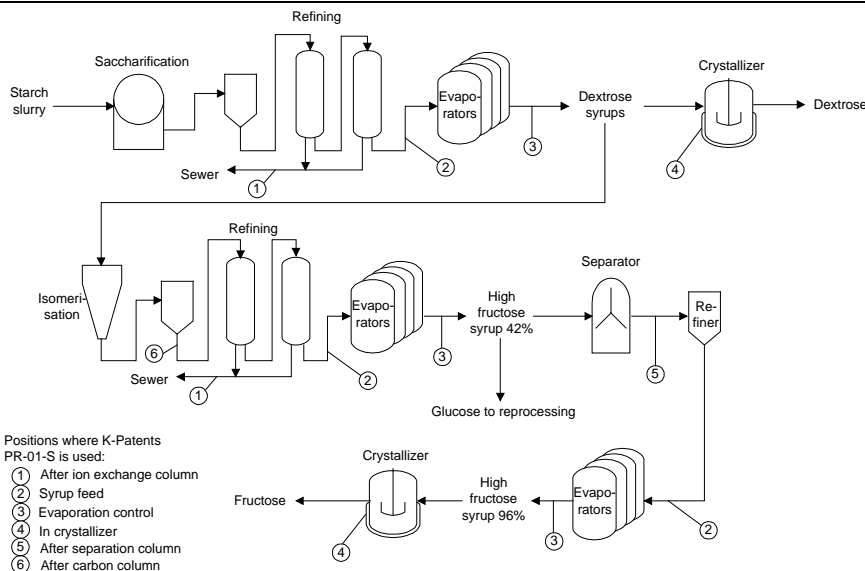 Refining
Saccharification
Starch
slurry
Evapo-
rators
Dextrose
syrups
Crystallizer
Dextrose
Sewer
1
2
3
4
Refining
Isomeri-
sation
6
Sewer
1
2
Evapo-
rators
3
High
fructose
syrup 42%
Glucose to reprocessing
Separator
5
Re-
finer
Positions where K-Patents
PR-01-S is used:
1 After ion exchange column
2 Syrup feed
3 Evaporation control
4 In crystallizer
5 After separation column
6 After carbon column
Fructose
Crystallizer
4
High
fructose
syrup 96%
3
Evapo-
rators
2